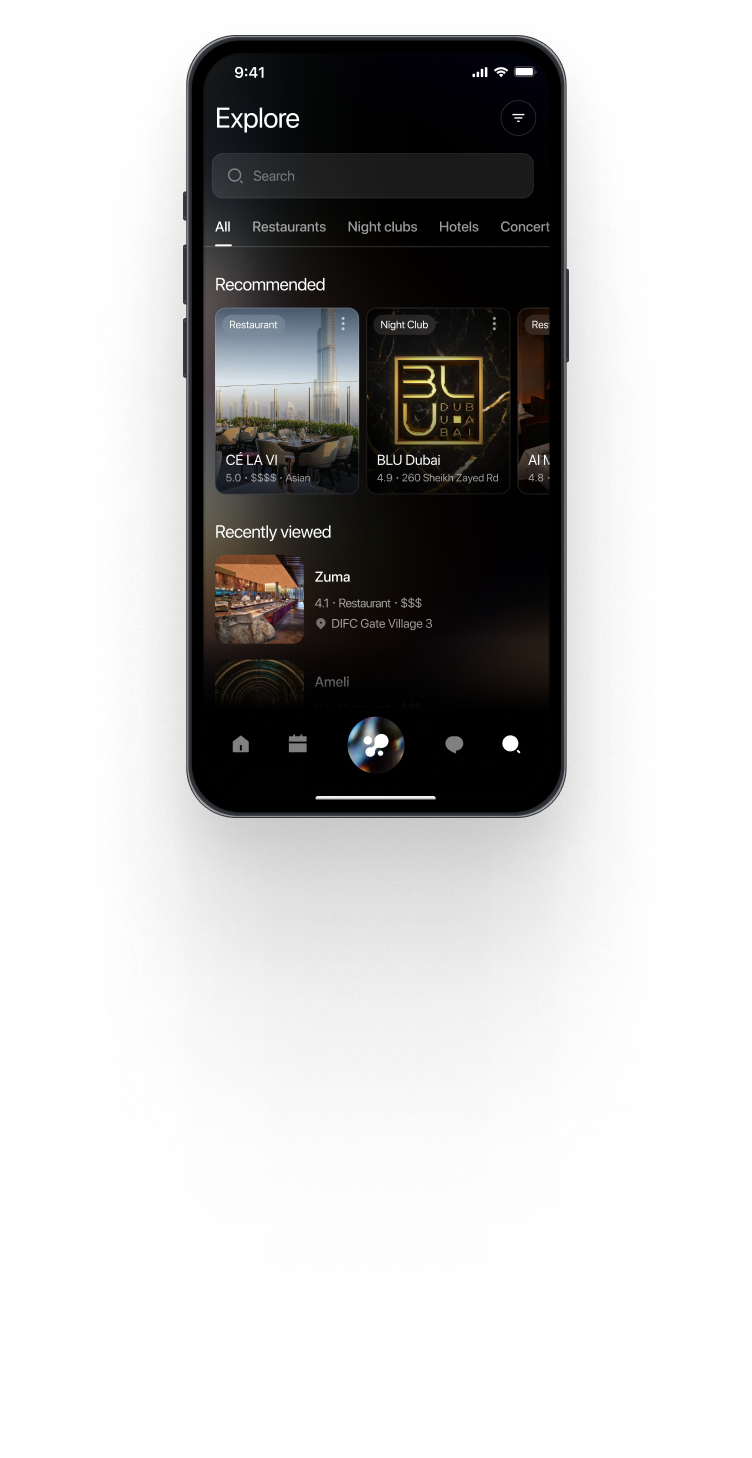 9:41
Explore
Search
All Restaurants Night clubs Hotels Concert
Recommended
Restaurant
CÉ LA VI
5.0 · $$$$ · Asian
Night Club
BLU
DUB
U A
BAI
BLU Dubai
4.9 · 260 Sheikh Zayed Rd
Res
Al M
4.8 ·
Recently viewed
Zuma
4.1 · Restaurant · $$$
DIFC Gate Village 3
Ameli